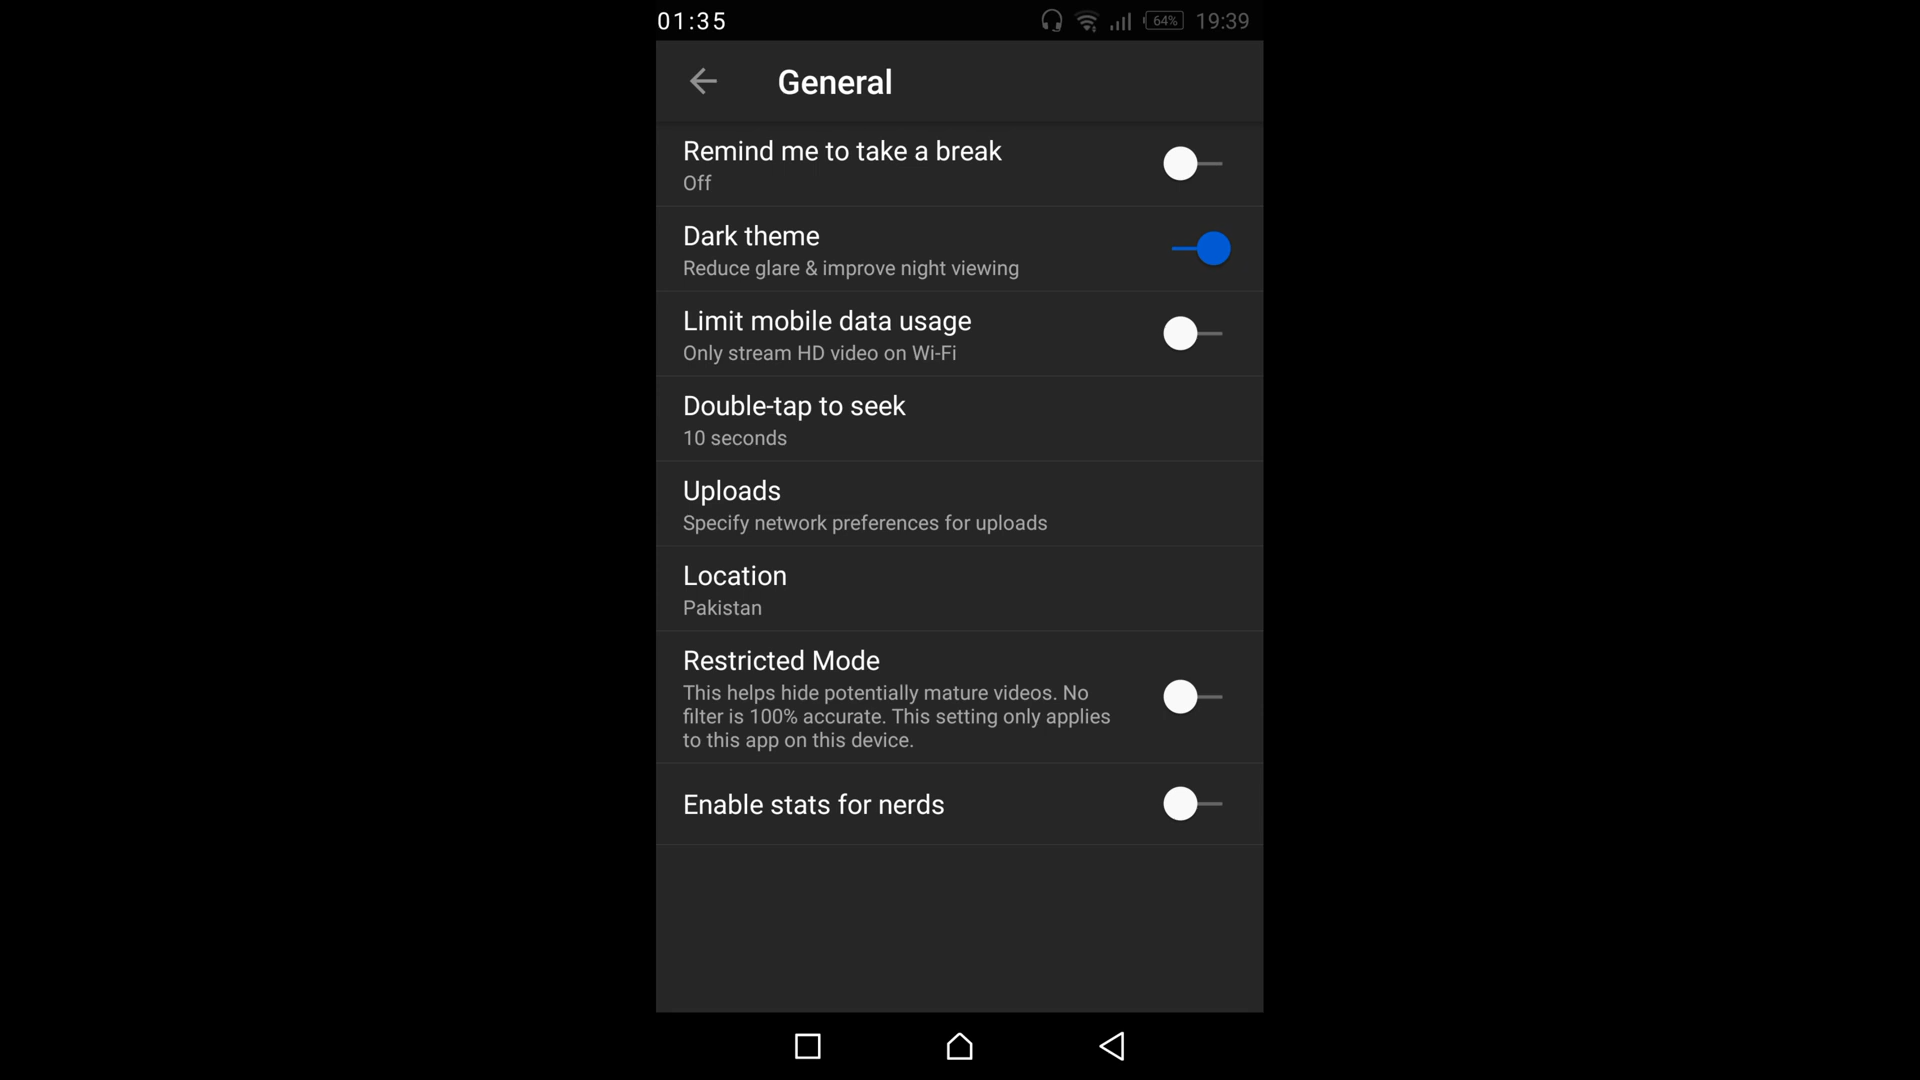 01:35 64% 19:39
General
Remind me to take a break
Off
Dark theme
Reduce glare & improve night viewing
Limit mobile data usage
Only stream HD video on Wi-Fi
Double-tap to seek
10 seconds
Uploads
Specify network preferences for uploads
Location
Pakistan
Restricted Mode
This helps hide potentially mature videos. No
filter is 100% accurate. This setting only applies
to this app on this device.
Enable stats for nerds